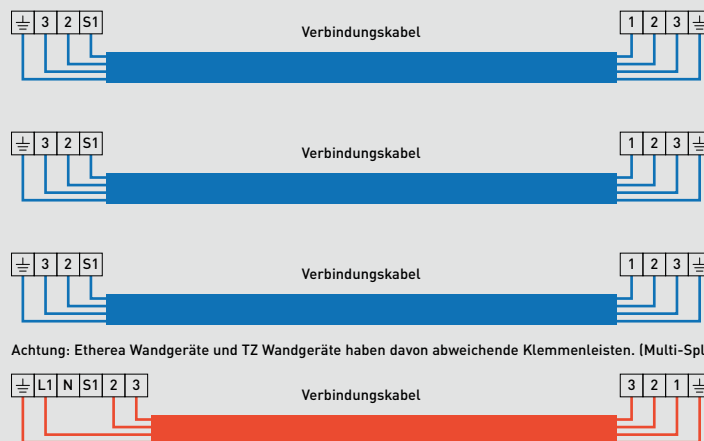 ⏚ 3 2 S1 Verbindungskabel 1 2 3 ⏚
⏚ 3 2 S1 Verbindungskabel 1 2 3 ⏚
⏚ 3 2 S1 Verbindungskabel 1 2 3 ⏚
Achtung: Etherea Wandgeräte und TZ Wandgeräte haben davon abweichende Klemmenleisten. (Multi-Spl
⏚ L1 N S1 2 3 Verbindungskabel 3 2 1 ⏚